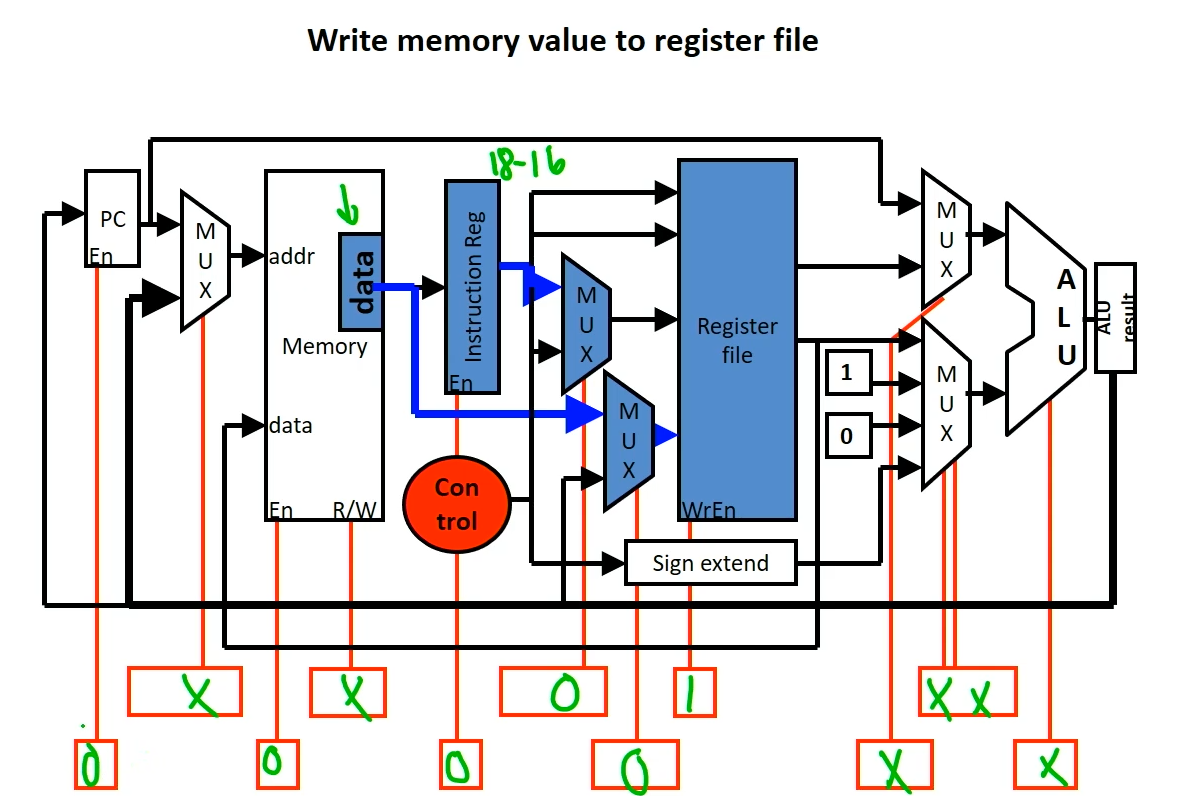 Write memory value to register file
18-16
PC
En
M
U
X
addr
data
Memory
data
En
R/W
Instruction Reg
En
Con
trol
M
U
X
M
U
X
Register
file
WrEn
Sign extend
1
0
M
U
X
M
U
X
A
L
U
ALU
result
X
X
0
1
X X
0
0
0
0
X
X